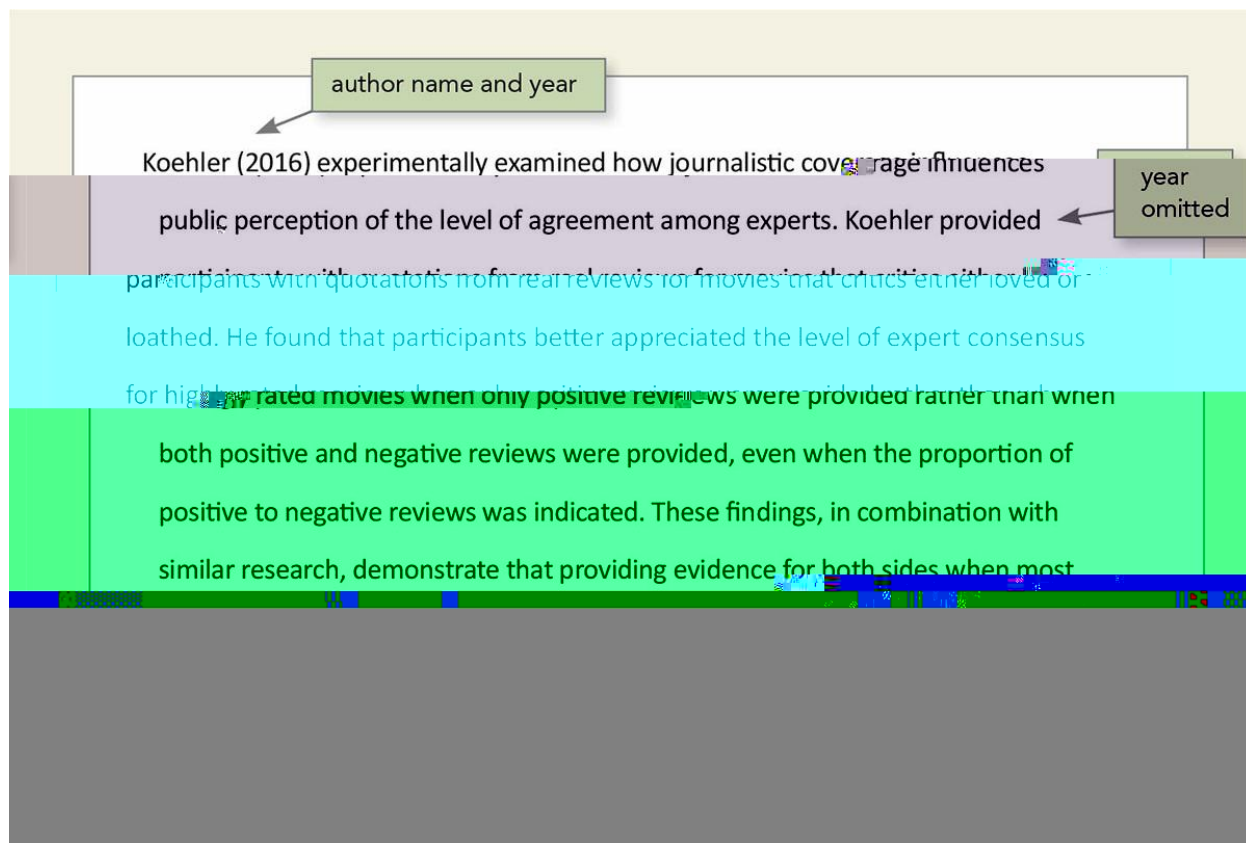 author name and year
Koehler (2016) experimentally examined how journalistic coverage influences
year
omitted
public perception of the level of agreement among experts. Koehler provided
participants with quotations from real reviews for movies that critics either loved or
loathed. He found that participants better appreciated the level of expert consensus
for highly rated movies when only positive reviews were provided rather than when
both positive and negative reviews were provided, even when the proportion of
positive to negative reviews was indicated. These findings, in combination with
similar research, demonstrate that providing evidence for both sides when most